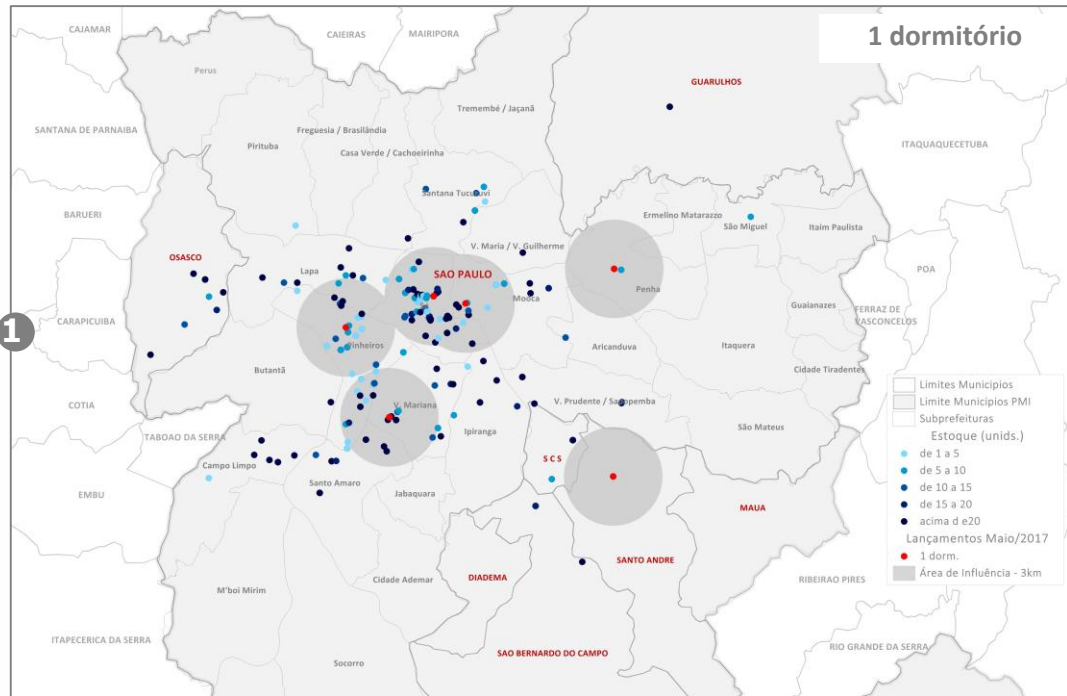 1 dormitório
CAJAMAR
CAIEIRAS
MAIRIPORA
Perus
GUARULHOS
Tremembé / Jaçanã
SANTANA DE PARNAIBA
Freguesia / Brasilândia
Pirituba
Casa Verde / Cachoeirinha
ITAQUAQUECETUBA
Santana Tucuruvi
BARUERI
Ermelino Matarazzo
São Miguel
Itaim Paulista
V. Maria / V. Guilherme
OSASCO
Lapa
SAO PAULO
POA
Penha
Mooca
Guaianazes
FERRAZ DE
VASCONCELOS
CARAPICUIBA
1
Pinheiros
Aricanduva
Itaquera
Butantã
Cidade Tiradentes
COTIA
V. Mariana
V. Prudente / Sapopemba
TABOAO DA SERRA
Ipiranga
São Mateus
S C S
Campo Limpo
Santo Amaro
Jabaquara
EMBU
MAUA
SANTO ANDRE
DIADEMA
Cidade Ademar
M'boi Mirim
RIBEIRAO PIRES
ITAPECERICA DA SERRA
SAO BERNARDO DO CAMPO
RIO GRANDE DA SERRA
Socorro
Limites Municipios
Limite Municipios PMI
Subprefeituras
Estoque (unids.)
de 1 a 5
de 5 a 10
de 10 a 15
de 15 a 20
acima d e20
Lançamentos Maio/2017
1 dorm.
Área de Influência - 3km